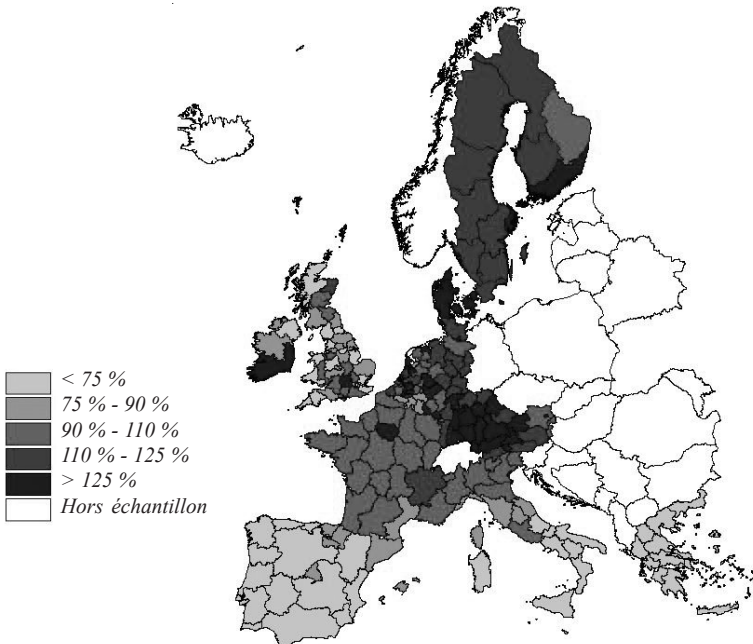 < 75 %
75 % - 90 %
90 % - 110 %
110 % - 125 %
> 125 %
Hors échantillon